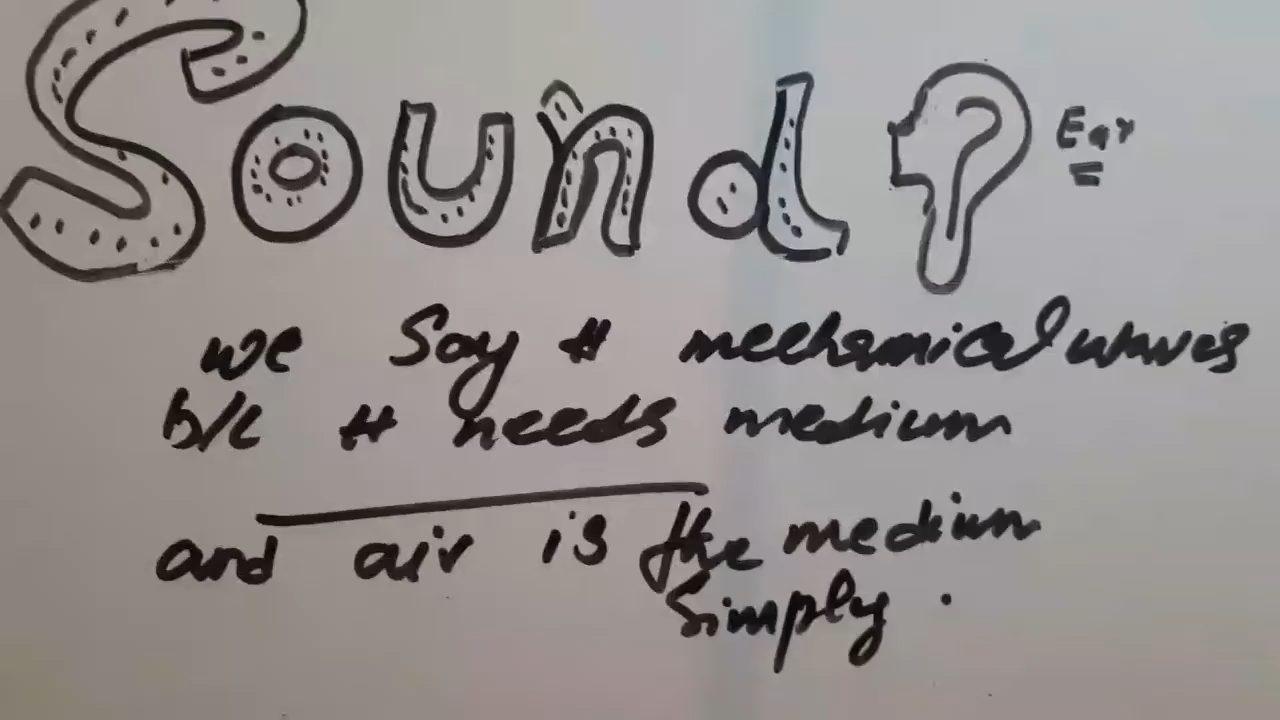 Sound
Ear
we say it mechanical waves
b/c it needs medium
and air is the medium
simply.